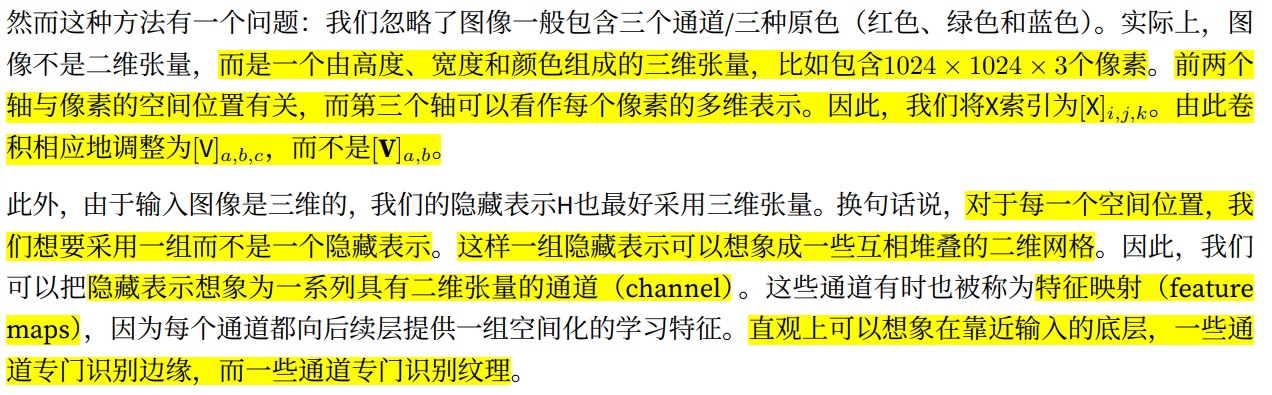 然而这种方法有一个问题：我们忽略了图像一般包含三个通道/三种原色（红色、绿色和蓝色）。实际上，图
像不是二维张量，而是一个由高度、宽度和颜色组成的三维张量，比如包含1024 × 1024 × 3个像素。前两个
轴与像素的空间位置有关，而第三个轴可以看作每个像素的多维表示。因此，我们将X索引为[X]i,j,k。由此卷
积相应地调整为[V]a,b,c，而不是[V]a,b。
此外，由于输入图像是三维的，我们的隐藏表示H也最好采用三维张量。换句话说，对于每一个空间位置，我
们想要采用一组而不是一个隐藏表示。这样一组隐藏表示可以想象成一些互相堆叠的二维网格。因此，我们
可以把隐藏表示想象为一系列具有二维张量的通道（channel）。这些通道有时也被称为特征映射（feature
maps），因为每个通道都向后续层提供一组空间化的学习特征。直观上可以想象在靠近输入的底层，一些通
道专门识别边缘，而一些通道专门识别纹理。